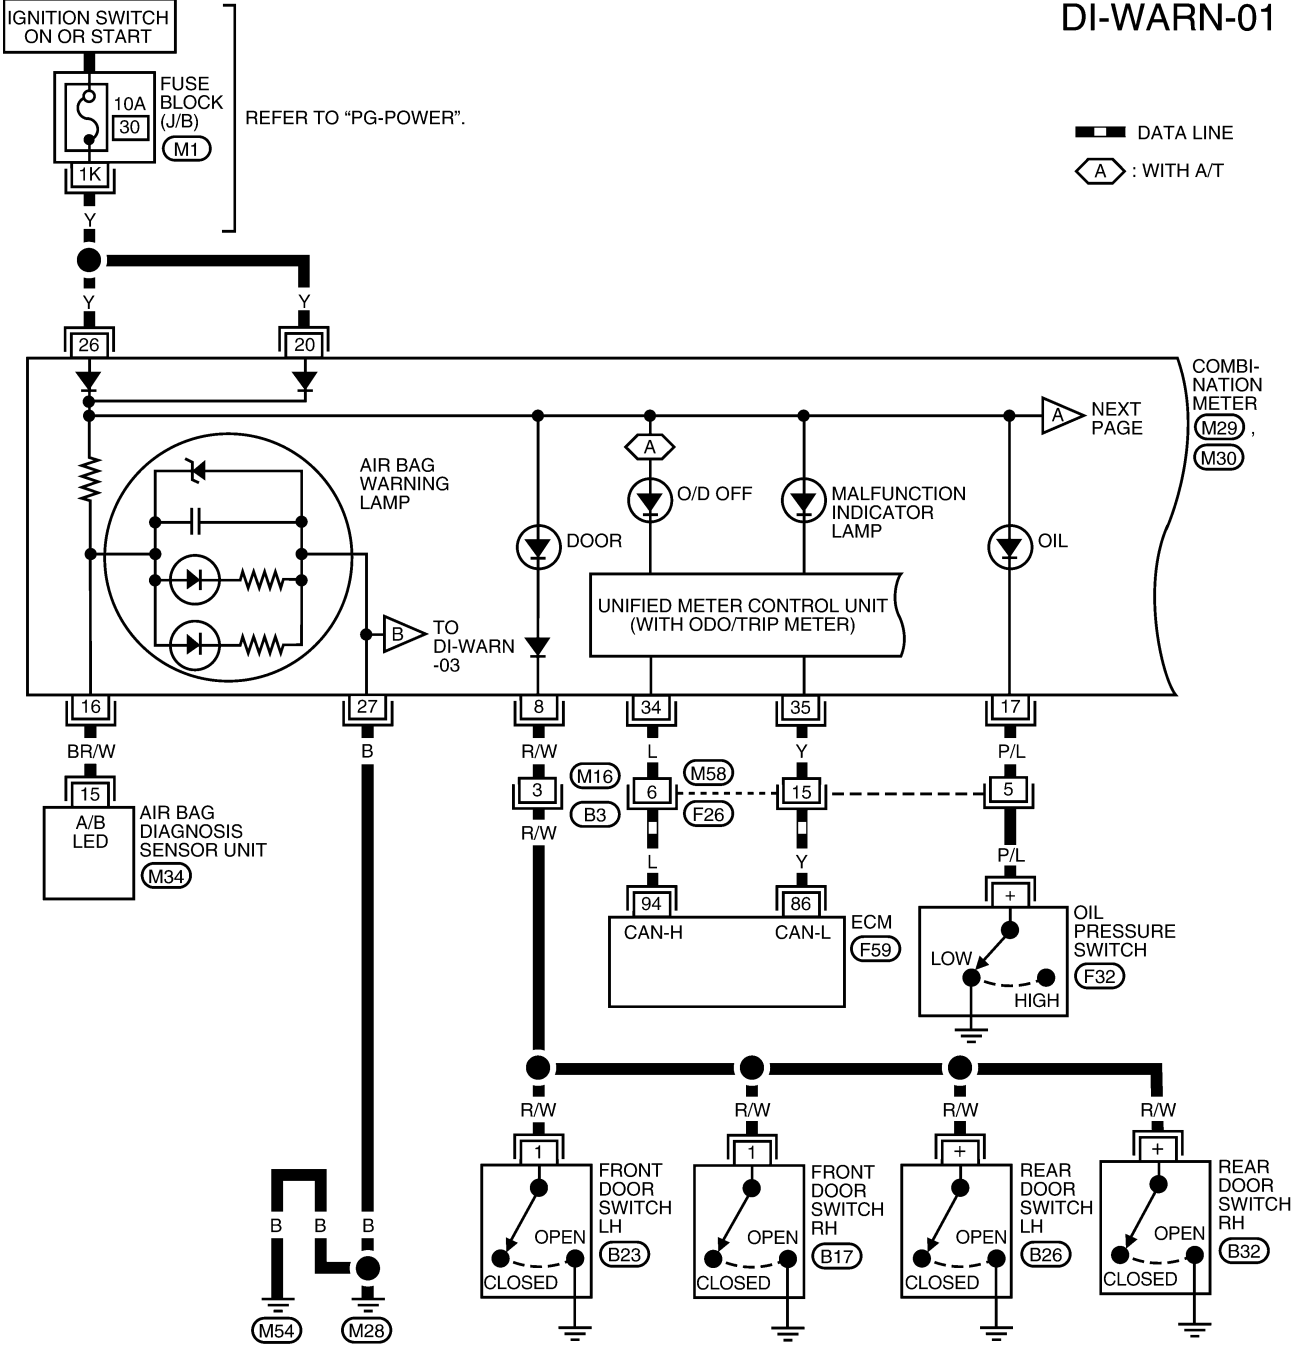 DI-WARN-01
IGNITION SWITCH
ON OR START
FUSE
BLOCK
(J/B)
M1
10A
30
1K
REFER TO “PG-POWER”.
DATA LINE
A : WITH A/T
Y
Y
Y
26
20
COMBI-
NATION
METER
M29 ,
M30
A
NEXT
PAGE
AIR BAG
WARNING
LAMP
A
O/D OFF
MALFUNCTION
INDICATOR
LAMP
DOOR
OIL
UNIFIED METER CONTROL UNIT
(WITH ODO/TRIP METER)
B
TO
DI-WARN
-03
16
27
8
34
35
17
BR/W
B
R/W
L
Y
P/L
15
3
M16
B3
6
M58
F26
15
5
A/B
LED
AIR BAG
DIAGNOSIS
SENSOR UNIT
M34
R/W
L
Y
P/L
94
86
+
CAN-H
CAN-L
ECM
F59
LOW
HIGH
OIL
PRESSURE
SWITCH
F32
R/W
R/W
R/W
R/W
1
1
+
+
OPEN
CLOSED
FRONT
DOOR
SWITCH
LH
B23
OPEN
CLOSED
FRONT
DOOR
SWITCH
RH
B17
OPEN
CLOSED
REAR
DOOR
SWITCH
LH
B26
OPEN
CLOSED
REAR
DOOR
SWITCH
RH
B32
B
B
B
M54
M28